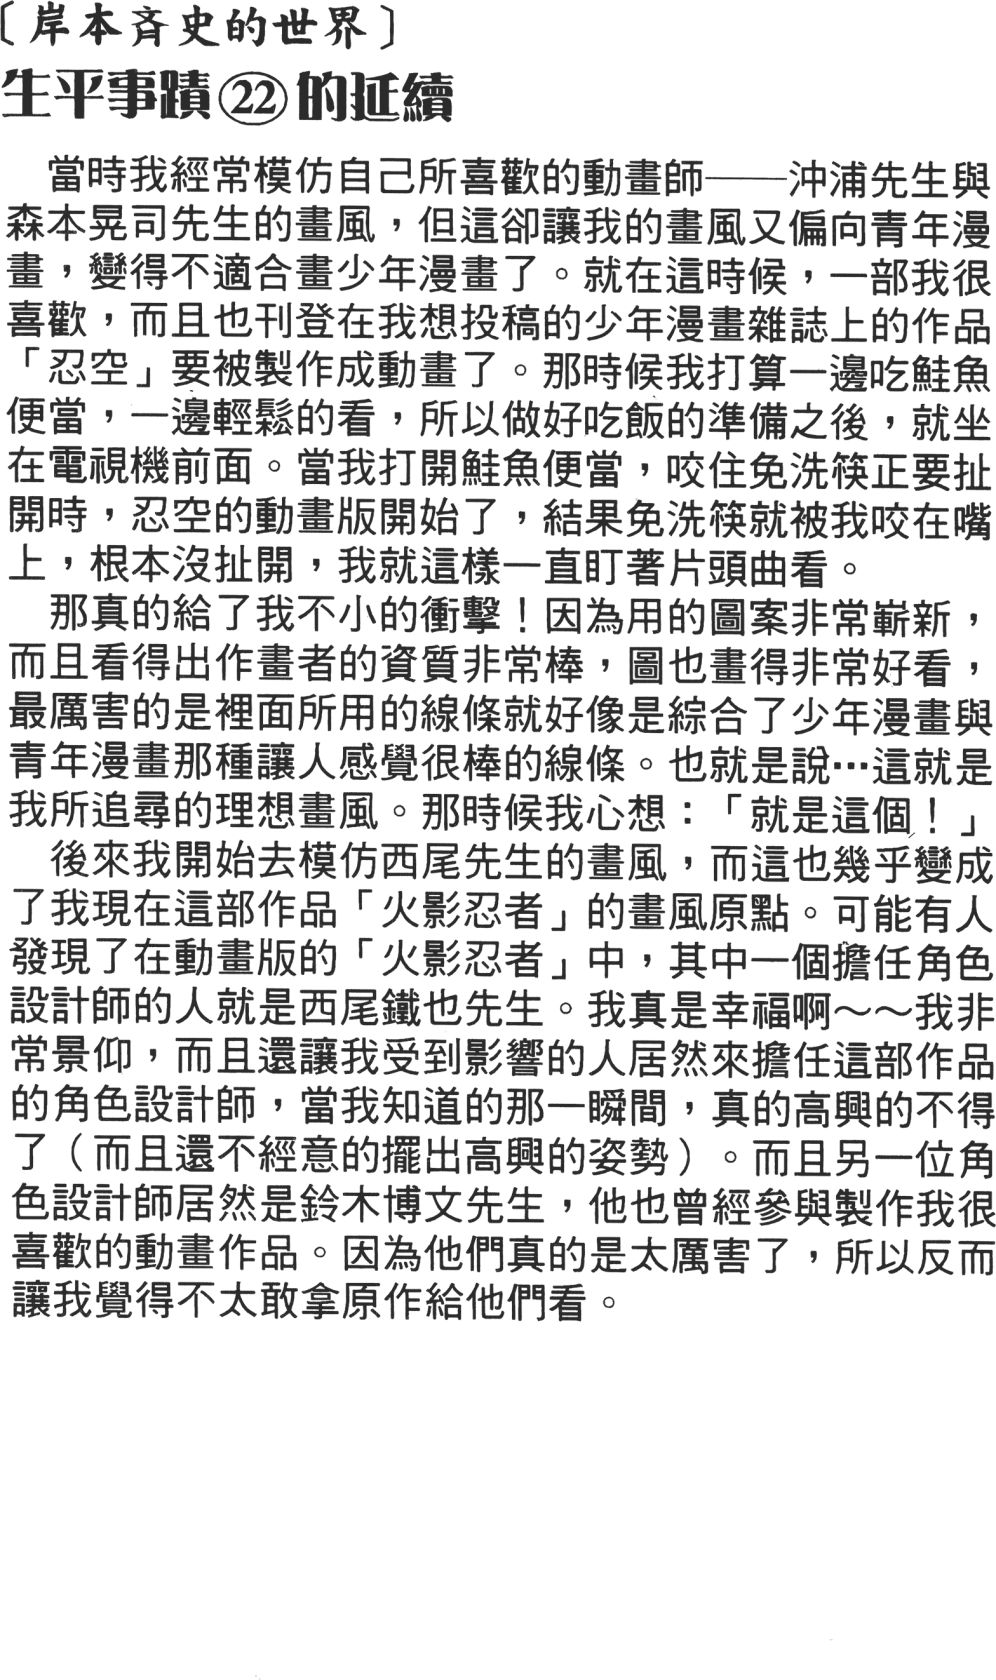 〔岸本斉史的世界〕
生平事蹟㉒的延續
當時我經常模仿自己所喜歡的動畫師——沖浦先生與
森本晃司先生的畫風，但這卻讓我的畫風又偏向青年漫
畫，變得不適合畫少年漫畫了。就在這時候，一部我很
喜歡，而且也刊登在我想投稿的少年漫畫雜誌上的作品
「忍空」要被製作成動畫了。那時候我打算一邊吃鮭魚
便當，一邊輕鬆的看，所以做好吃飯的準備之後，就坐
在電視機前面。當我打開鮭魚便當，咬住免洗筷正要扯
開時，忍空的動畫版開始了，結果免洗筷就被我咬在嘴
上，根本沒扯開，我就這樣一直盯著片頭曲看。
那真的給了我不小的衝擊！因為用的圖案非常嶄新，
而且看得出作畫者的資質非常棒，圖也畫得非常好看，
最厲害的是裡面所用的線條就好像是綜合了少年漫畫與
青年漫畫那種讓人感覺很棒的線條。也就是說…這就是
我所追尋的理想畫風。那時候我心想：「就是這個！」
後來我開始去模仿西尾先生的畫風，而這也幾乎變成
了我現在這部作品「火影忍者」的畫風原點。可能有人
發現了在動畫版的「火影忍者」中，其中一個擔任角色
設計師的人就是西尾鐵也先生。我真是幸福啊～～我非
常景仰，而且還讓我受到影響的人居然來擔任這部作品
的角色設計師，當我知道的那一瞬間，真的高興的不得
了（而且還不經意的擺出高興的姿勢）。而且另一位角
色設計師居然是鈴木博文先生，他也曾經參與製作我很
喜歡的動畫作品。因為他們真的是太厲害了，所以反而
讓我覺得不太敢拿原作給他們看。